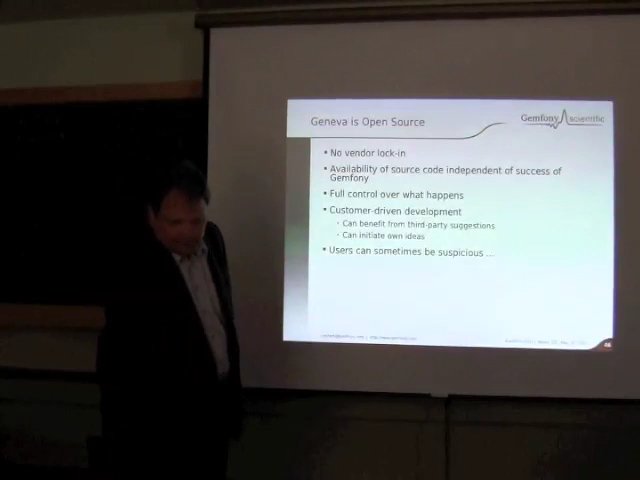 Geneva is Open Source
Gemfony scientific
• No vendor lock-in
• Availability of source code independent of success of
Gemfony
• Full control over what happens
• Customer-driven development
◦ Can benefit from third-party suggestions
◦ Can initiate own ideas
• Users can sometimes be suspicious ...